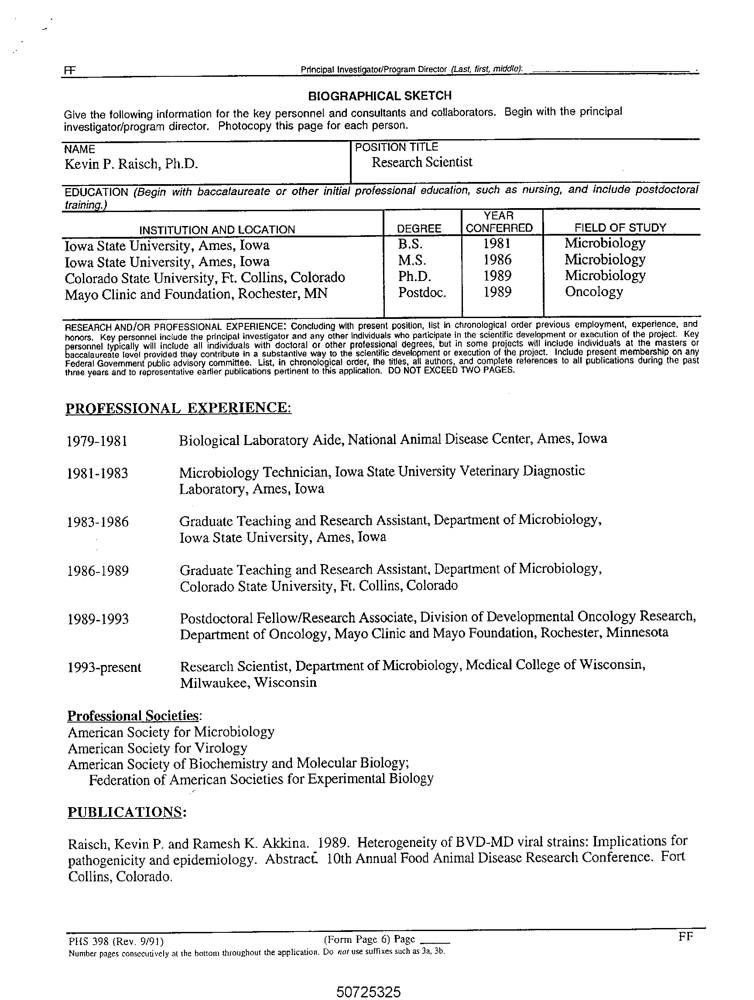 FF Principal Investigator/Program Director (Last, first, middle):
BIOGRAPHICAL SKETCH
Give the following information for the key personnel and consultants and collaborators. Begin with the principal
investigator/program director. Photocopy this page for each person.
NAME POSITION TITLE
Kevin P. Raisch, Ph.D. Research Scientist
EDUCATION (Begin with baccalaureate or other initial professional education, such as nursing, and include postdoctoral
training.)
INSTITUTION AND LOCATION DEGREE YEAR CONFERRED FIELD OF STUDY
Iowa State University, Ames, Iowa B.S. 1981 Microbiology
Iowa State University, Ames, Iowa M.S. 1986 Microbiology
Colorado State University, Ft. Collins, Colorado Ph.D. 1989 Microbiology
Mayo Clinic and Foundation, Rochester, MN Postdoc. 1989 Oncology
RESEARCH AND/OR PROFESSIONAL EXPERIENCE: Concluding with present position, list in chronological order previous employment, experience, and
honors. Key personnel include the principal investigator and any other individuals who participate in the scientific development or execution of the project. Key
personnel typically will include all individuals with doctoral or other professional degrees, but in some projects will include individuals at the masters or
baccalaureate level provided they contribute in a substantive way to the scientific development or execution of the project. Include present membership on any
Federal Government public advisory committee. List, in chronological order, the titles, all authors, and complete references to all publications during the past
three years and to representative earlier publications pertinent to this application. DO NOT EXCEED TWO PAGES.
PROFESSIONAL EXPERIENCE:
1979-1981 Biological Laboratory Aide, National Animal Disease Center, Ames, Iowa
1981-1983 Microbiology Technician, Iowa State University Veterinary Diagnostic
Laboratory, Ames, Iowa
1983-1986 Graduate Teaching and Research Assistant, Department of Microbiology,
Iowa State University, Ames, Iowa
1986-1989 Graduate Teaching and Research Assistant, Department of Microbiology,
Colorado State University, Ft. Collins, Colorado
1989-1993 Postdoctoral Fellow/Research Associate, Division of Developmental Oncology Research,
Department of Oncology, Mayo Clinic and Mayo Foundation, Rochester, Minnesota
1993-present Research Scientist, Department of Microbiology, Medical College of Wisconsin,
Milwaukee, Wisconsin
Professional Societies:
American Society for Microbiology
American Society for Virology
American Society of Biochemistry and Molecular Biology;
Federation of American Societies for Experimental Biology
PUBLICATIONS:
Raisch, Kevin P. and Ramesh K. Akkina. 1989. Heterogeneity of BVD-MD viral strains: Implications for
pathogenicity and epidemiology. Abstract. 10th Annual Food Animal Disease Research Conference. Fort
Collins, Colorado.
PHS 398 (Rev. 9/91) (Form Page 6) Page FF
Number pages consecutively at the bottom throughout the application. Do not use suffixes such as 3a, 3b.
50725325